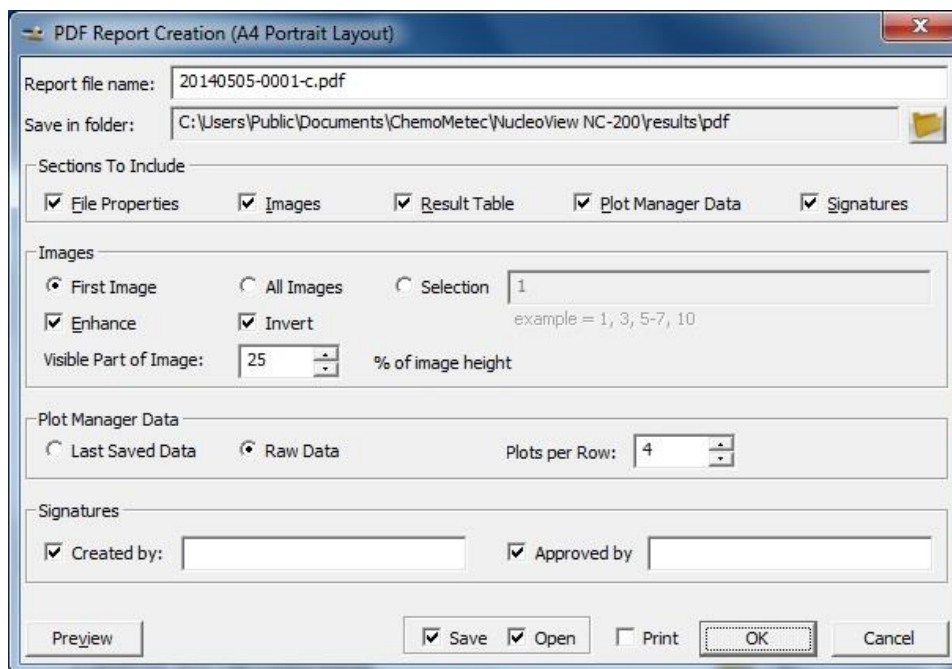 PDF Report Creation (A4 Portrait Layout)
Report file name: 20140505-0001-c.pdf
Save in folder: C:\Users\Public\Documents\ChemoMetec\NucleoView NC-200\results\pdf
Sections To Include
File Properties Images Result Table Plot Manager Data Signatures
Images
First Image All Images Selection 1
Enhance Invert example = 1, 3, 5-7, 10
Visible Part of Image: 25 % of image height
Plot Manager Data
Last Saved Data Raw Data Plots per Row: 4
Signatures
Created by: Approved by
Preview Save Open Print OK Cancel